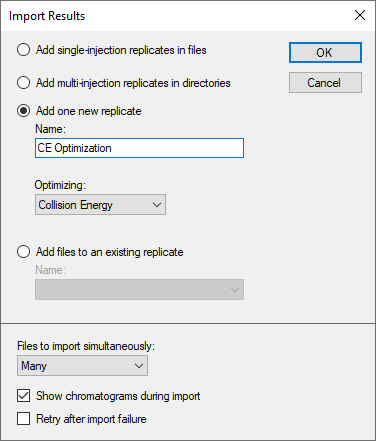 Import Results
Add single-injection replicates in files
OK
Add multi-injection replicates in directories
Cancel
Add one new replicate
Name:
CE Optimization
Optimizing:
Collision Energy
Add files to an existing replicate
Name:
Files to import simultaneously:
Many
Show chromatograms during import
Retry after import failure